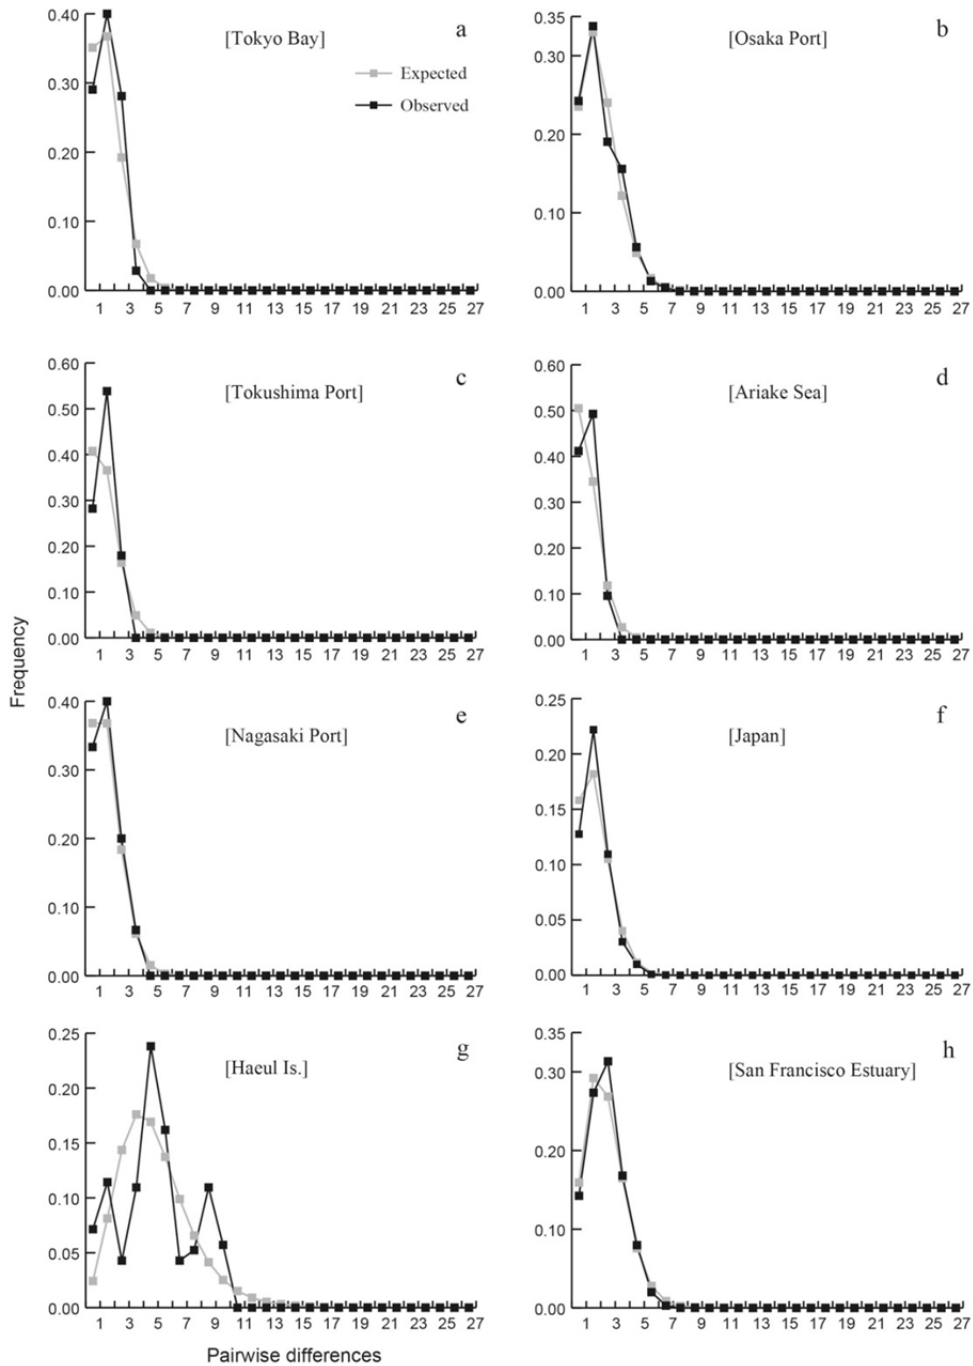 a
[Tokyo Bay]
Expected
Observed
0.40
0.30
0.20
0.10
0.00
1 3 5 7 9 11 13 15 17 19 21 23 25 27
b
[Osaka Port]
0.35
0.30
0.20
0.10
0.00
1 3 5 7 9 11 13 15 17 19 21 23 25 27
c
[Tokushima Port]
0.60
0.50
0.40
0.30
0.20
0.10
0.00
1 3 5 7 9 11 13 15 17 19 21 23 25 27
d
[Ariake Sea]
0.60
0.50
0.40
0.30
0.20
0.10
0.00
1 3 5 7 9 11 13 15 17 19 21 23 25 27
Frequency
e
[Nagasaki Port]
0.40
0.30
0.20
0.10
0.00
1 3 5 7 9 11 13 15 17 19 21 23 25 27
f
[Japan]
0.25
0.20
0.15
0.10
0.05
0.00
1 3 5 7 9 11 13 15 17 19 21 23 25 27
g
[Haeul Is.]
0.25
0.20
0.15
0.10
0.05
0.00
1 3 5 7 9 11 13 15 17 19 21 23 25 27
h
[San Francisco Estuary]
0.35
0.30
0.20
0.10
0.00
1 3 5 7 9 11 13 15 17 19 21 23 25 27
Pairwise differences